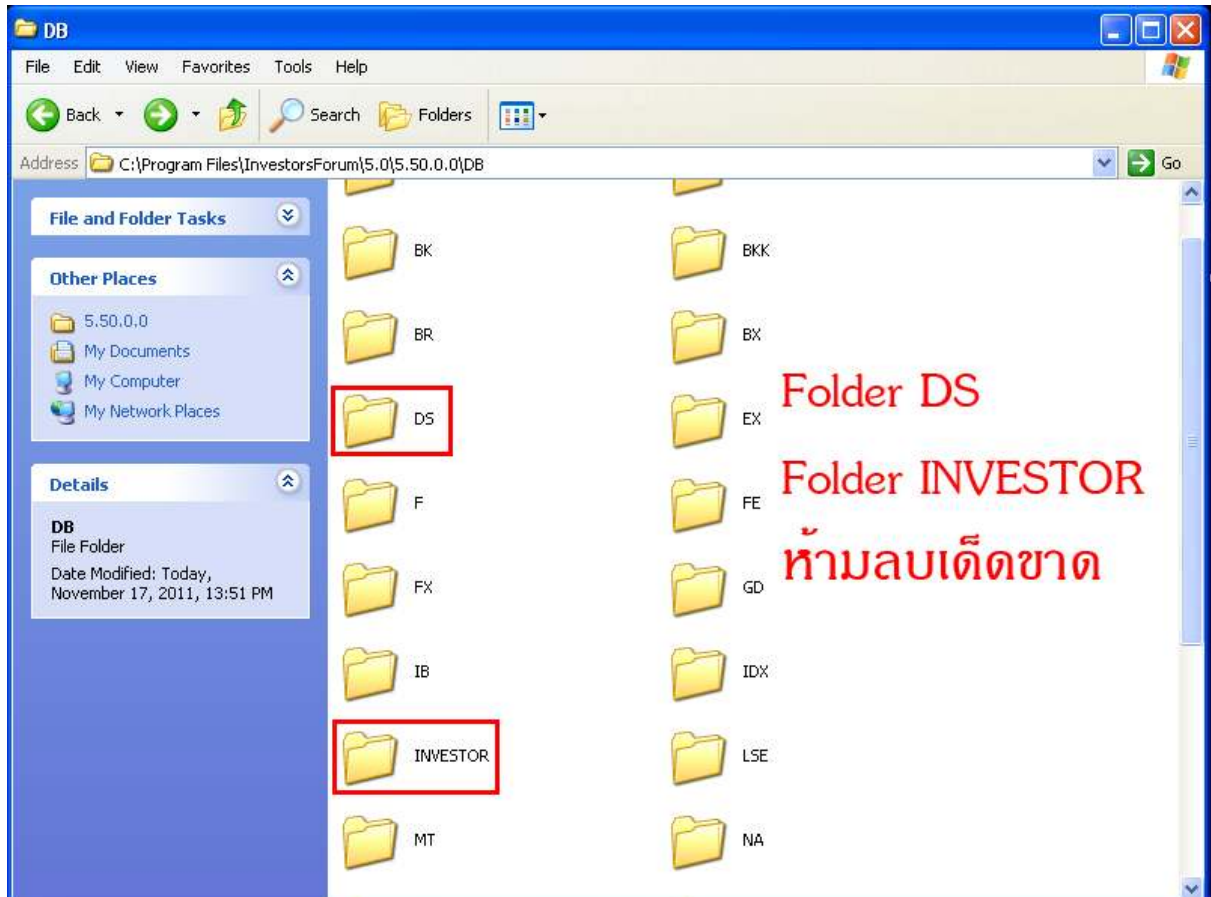 DB
File Edit View Favorites Tools Help
Back Search Folders
Address C:\Program Files\InvestorsForum\5.0\5.50.0.0\DB Go
File and Folder Tasks
Other Places
5.50.0.0
My Documents
My Computer
My Network Places
Details
DB
File Folder
Date Modified: Today,
November 17, 2011, 13:51 PM
BK BKK
BR BX
DS EX
F FE
FX GD
IB IDX
INVESTOR LSE
MT NA
Folder DS
Folder INVESTOR
ห้ามลบเด็ดขาด